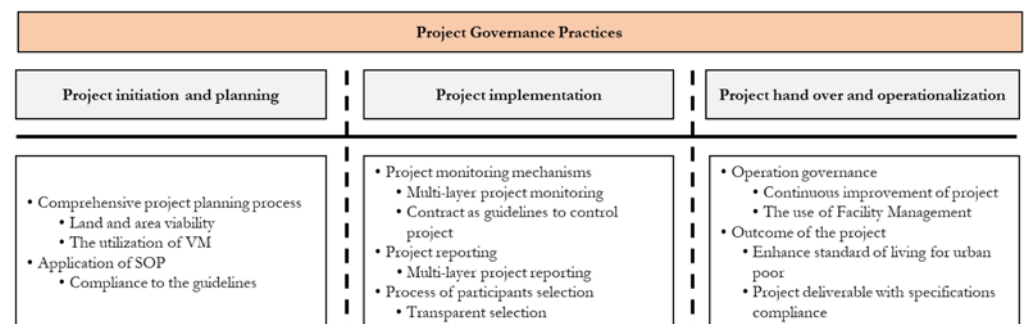 Project Governance Practices
Project initiation and planning
Project implementation
Project hand over and operationalization
• Comprehensive project planning process
• Land and area viability
• The utilization of VM
• Application of SOP
• Compliance to the guidelines
• Project monitoring mechanisms
• Multi-layer project monitoring
• Contract as guidelines to control
project
• Project reporting
• Multi-layer project reporting
• Process of participants selection
• Transparent selection
• Operation governance
• Continuous improvement of project
• The use of Facility Management
• Outcome of the project
• Enhance standard of living for urban
poor
• Project deliverable with specifications
compliance